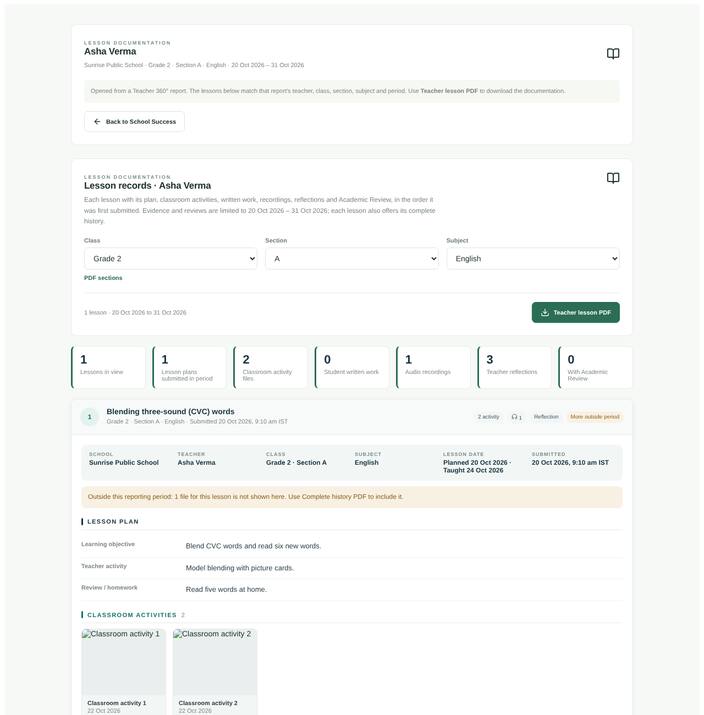 LESSON DOCUMENTATION
Asha Verma
Sunrise Public School · Grade 2 · Section A · English · 20 Oct 2026 – 31 Oct 2026
Opened from a Teacher 360° report. The lessons below match that report's teacher, class, section, subject and period. Use Teacher lesson PDF to download the documentation.
Back to School Success
LESSON DOCUMENTATION
Lesson records · Asha Verma
Each lesson with its plan, classroom activities, written work, recordings, reflections and Academic Review, in the order it
was first submitted. Evidence and reviews are limited to 20 Oct 2026 – 31 Oct 2026; each lesson also offers its complete
history.
Class
Section
Subject
Grade 2
A
English
PDF sections
1 lesson · 20 Oct 2026 to 31 Oct 2026
Teacher lesson PDF
1
Lessons in view
1
Lesson plans
submitted in period
2
Classroom activity
files
0
Student written work
1
Audio recordings
3
Teacher reflections
0
With Academic
Review
1
Blending three-sound (CVC) words
Grade 2 · Section A · English · Submitted 20 Oct 2026, 9:10 am IST
2 activity
1
Reflection
More outside period
SCHOOL
Sunrise Public School
TEACHER
Asha Verma
CLASS
Grade 2 · Section A
SUBJECT
English
LESSON DATE
Planned 20 Oct 2026 ·
Taught 24 Oct 2026
SUBMITTED
20 Oct 2026, 9:10 am IST
Outside this reporting period: 1 file for this lesson is not shown here. Use Complete history PDF to include it.
LESSON PLAN
Learning objective
Blend CVC words and read six new words.
Teacher activity
Model blending with picture cards.
Review / homework
Read five words at home.
CLASSROOM ACTIVITIES 2
Classroom activity 1
Classroom activity 2
Classroom activity 1
22 Oct 2026
Classroom activity 2
22 Oct 2026